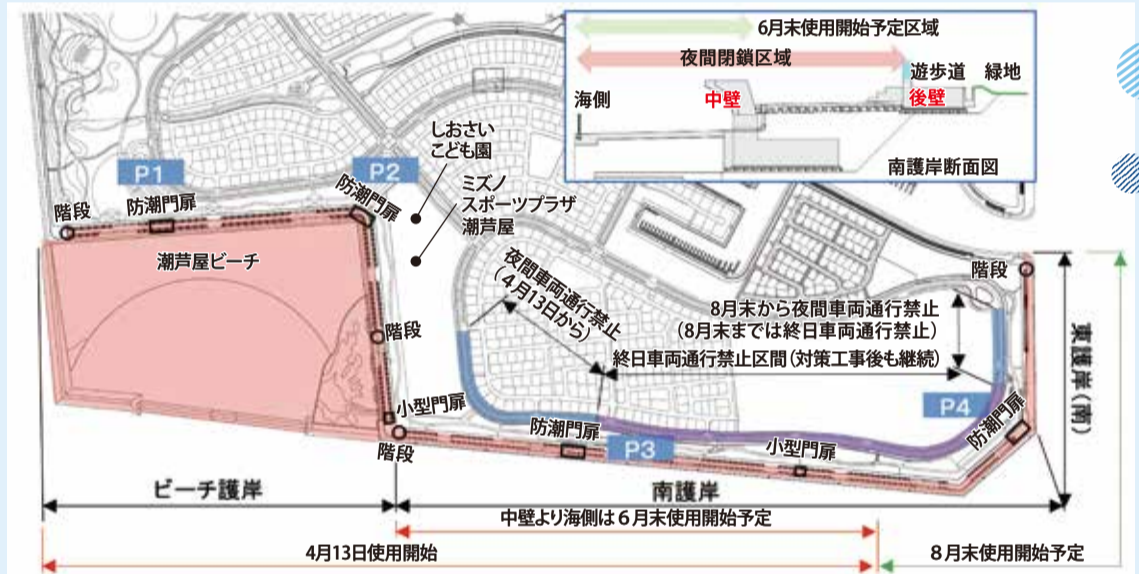 6月末使用開始予定区域
夜間閉鎖区域
遊歩道
緑地
海側
中壁
後壁
南護岸断面図
しおさい
こども園
P1
P2
ミズノ
スポーツプラザ
潮芦屋
階段
防潮門扉
防潮門扉
潮芦屋ビーチ
階段
夜間車両通行禁止
(4月13日から)
8月末から夜間車両通行禁止
(8月末までは終日車両通行禁止)
終日車両通行禁止区間(対策工事後も継続)
階段
東護岸(南)
小型門扉
階段
防潮門扉
P3
小型門扉
P4
防潮門扉
ビーチ護岸
南護岸
中壁より海側は6月末使用開始予定
4月13日使用開始
8月末使用開始予定